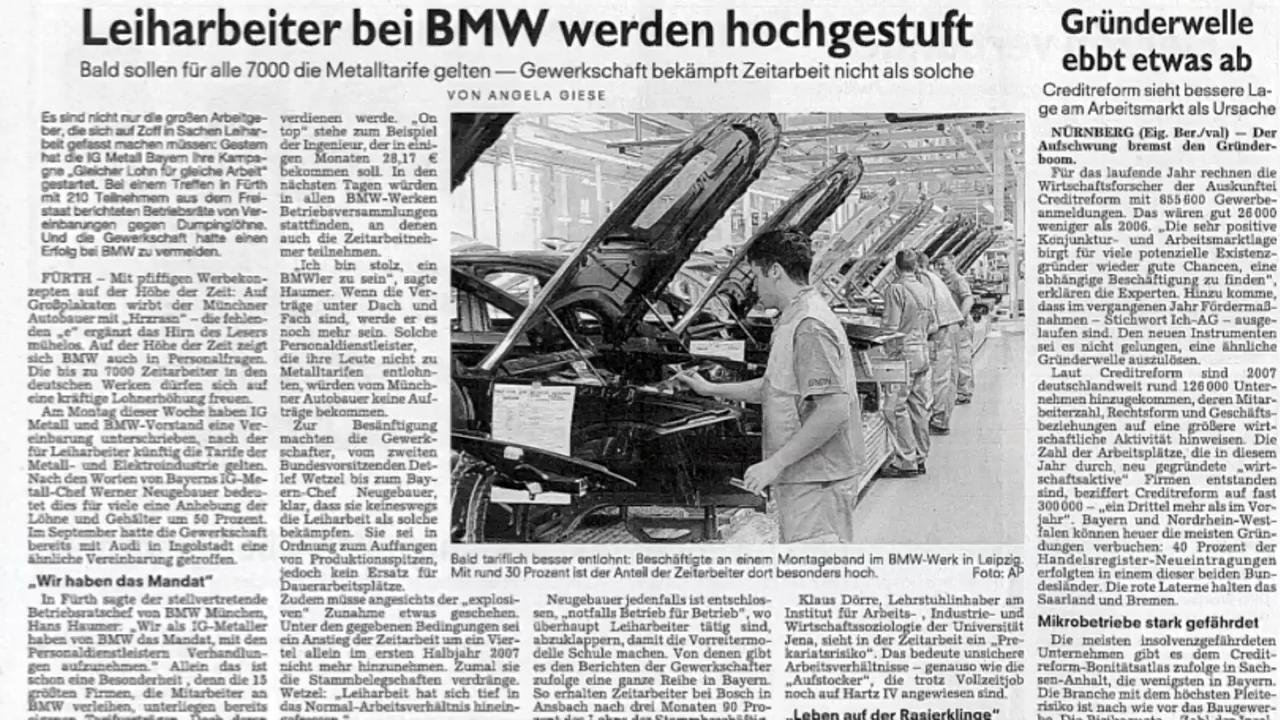 Leiharbeiter bei BMW werden hochgestuft
Bald sollen für alle 7000 die Metalltarife gelten — Gewerkschaft bekämpft Zeitarbeit nicht als solche
VON ANGELA GIESE
Es sind nicht nur die großen Arbeitge-
ber, die sich auf Zoff in Sachen Leihar-
beit gefasst machen müssen: Gestern
hat die IG Metall Bayern ihre Kampa-
gne „Gleicher Lohn für gleiche Arbeit"
gestartet. Bei einem Treffen in Fürth
mit 210 Teilnehmern aus dem Frei-
staat berichteten Betriebsräte von Ver-
einbarungen gegen Dumpinglöhne.
Und die Gewerkschaft hatte einen
Erfolg bei BMW zu vermelden.
FÜRTH – Mit pfiffigen Werbekon-
zepten auf der Höhe der Zeit: Auf
Großplakaten wirbt der Münchner
Autobauer mit „Hrzrasn" – die fehlen-
den „e" ergänzt das Hirn des Lesers
mühelos. Auf der Höhe der Zeit zeigt
sich BMW auch in Personalfragen.
Die bis zu 7000 Zeitarbeiter in den
deutschen Werken dürfen sich auf
eine kräftige Lohnerhöhung freuen.
Am Montag dieser Woche haben IG
Metall und BMW-Vorstand eine Ver-
einbarung unterschrieben, nach der
für Leiharbeiter künftig die Tarife der
Metall- und Elektroindustrie gelten.
Nach den Worten von Bayerns IG-Me-
tall-Chef Werner Neugebauer bedeu-
tet dies für viele eine Anhebung der
Löhne und Gehälter um 50 Prozent.
Im September hatte die Gewerkschaft
bereits mit Audi in Ingolstadt eine
ähnliche Vereinbarung getroffen.
„Wir haben das Mandat"
In Fürth sagte der stellvertretende
Betriebsratschef von BMW München,
Hans Haumer: „Wir als IG-Metaller
haben von BMW das Mandat, mit den
Personaldienstleistern Verhandlun-
gen aufzunehmen." Allein das ist
schon eine Besonderheit, denn die 15
größten Firmen, die Mitarbeiter an
BMW verleihen, unterliegen bereits
verdienen werde. „On
top" stehe zum Beispiel
der Ingenieur, der in eini-
gen Monaten 28,17 €
bekommen soll. In den
nächsten Tagen würden
in allen BMW-Werken
Betriebsversammlungen
stattfinden, an denen
auch die Zeitarbeitneh-
mer teilnehmen.
„Ich bin stolz, ein
BMWler zu sein", sagte
Haumer. Wenn die Ver-
träge unter Dach und
Fach sind, werde er es
noch mehr sein. Solche
Personaldienstleister,
die ihre Leute nicht zu
Metalltarifen entlohn-
ten, würden vom Münch-
ner Autobauer keine Auf-
träge bekommen.
Zur Besänftigung
machten die Gewerk-
schafter, vom zweiten
Bundesvorsitzenden Det-
lef Wetzel bis zum Bay-
ern-Chef Neugebauer,
klar, dass sie keineswegs
die Leiharbeit als solche
bekämpfen. Sie sei in
Ordnung zum Auffangen
von Produktionsspitzen,
jedoch kein Ersatz für
Dauerarbeitsplätze.
Zudem müsse angesichts der „explosi-
ven" Zunahme etwas geschehen.
Unter den gegebenen Bedingungen sei
ein Anstieg der Zeitarbeit um ein Vier-
tel allein im ersten Halbjahr 2007
nicht mehr hinzunehmen. Zumal sie
die Stammbelegschaften verdränge.
Wetzel: „Leiharbeit hat sich tief in
das Normal-Arbeitsverhältnis hinein-
BMW
Bald tariflich besser entlohnt: Beschäftigte an einem Montageband im BMW-Werk in Leipzig.
Mit rund 30 Prozent ist der Anteil der Zeitarbeiter dort besonders hoch. Foto: AP
Neugebauer jedenfalls ist entschlos-
sen, „notfalls Betrieb für Betrieb", wo
überhaupt Leiharbeiter tätig sind,
abzuklappern, damit die Vorreitermo-
delle Schule machen. Von denen gibt
es den Berichten der Gewerkschafter
zufolge eine ganze Reihe in Bayern.
So erhalten Zeitarbeiter bei Bosch in
Ansbach nach drei Monaten 90 Pro-
Klaus Dörre, Lehrstuhlinhaber am
Institut für Arbeits-, Industrie- und
Wirtschaftssoziologie der Universität
Jena, sieht in der Zeitarbeit ein „Pre-
kariatsrisiko". Das bedeute unsichere
Arbeitsverhältnisse – genauso wie die
„Aufstocker", die trotz Vollzeitjob
noch auf Hartz IV angewiesen sind.
„Leben auf der Rasierklinge"
Gründerwelle
ebbt etwas ab
Creditreform sieht bessere La-
ge am Arbeitsmarkt als Ursache
NÜRNBERG (Eig. Ber./val) — Der
Aufschwung bremst den Gründer-
boom.
Für das laufende Jahr rechnen die
Wirtschaftsforscher der Auskunftei
Creditreform mit 855 600 Gewerbe-
anmeldungen. Das wären gut 26 000
weniger als 2006. „Die sehr positive
Konjunktur- und Arbeitsmarktlage
birgt für viele potenzielle Existenz-
gründer wieder gute Chancen, eine
abhängige Beschäftigung zu finden",
erklären die Experten. Hinzu komme,
dass im vergangenen Jahr Fördermaß-
nahmen – Stichwort Ich-AG – ausge-
laufen sind. Den neuen Instrumenten
sei es nicht gelungen, eine ähnliche
Gründerwelle auszulösen.
Laut Creditreform sind 2007
deutschlandweit rund 126 000 Unter-
nehmen hinzugekommen, deren Mitar-
beiterzahl, Rechtsform und Geschäfts-
beziehungen auf eine größere wirt-
schaftliche Aktivität hinweisen. Die
Zahl der Arbeitsplätze, die in diesem
Jahr durch neu gegründete „wirt-
schaftsaktive" Firmen entstanden
sind, beziffert Creditreform auf fast
300 000 – „ein Drittel mehr als im Vor-
jahr". Bayern und Nordrhein-West-
falen können heuer die meisten Grün-
dungen verbuchen: 40 Prozent der
Handelsregister-Neueintragungen
erfolgten in einem dieser beiden Bun-
desländer. Die rote Laterne halten das
Saarland und Bremen.
Mikrobetriebe stark gefährdet
Die meisten insolvenzgefährdeten
Unternehmen gibt es dem Credit-
reform-Bonitätsatlas zufolge in Sach-
sen-Anhalt, die wenigsten in Bayern.
Die Branche mit dem höchsten Pleite-
risiko ist nach wie vor das Baugewer-